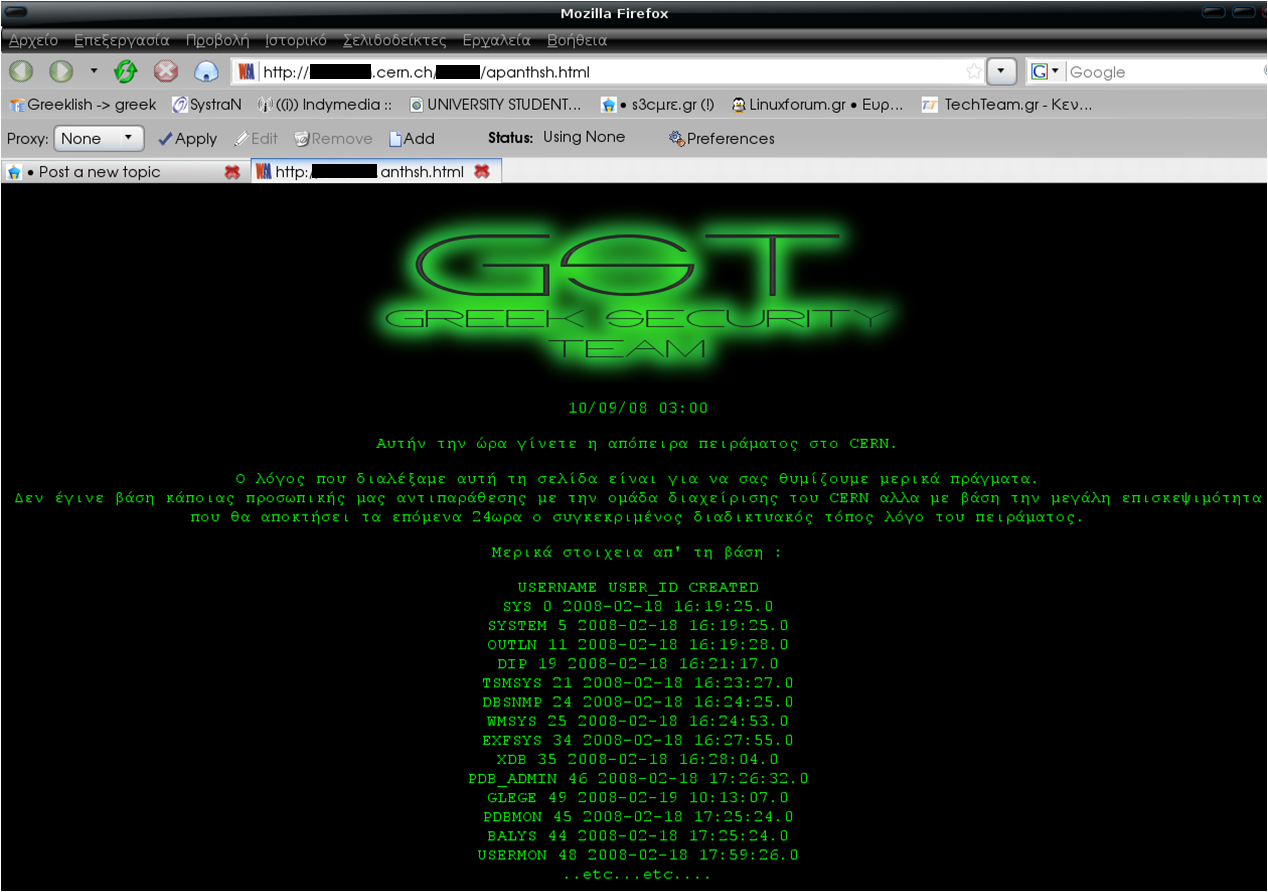 Mozilla Firefox
Αρχείο Επεξεργασία Προβολή Ιστορικό Σελιδοδείκτες Εργαλεία Βοήθεια
http:// .cern.ch/ /apanthsh.html
G Google
Greeklish -> greek SystraN ((i)) Indymedia :: UNIVERSITY STUDENT... • s3cμrε.gr (!) Linuxforum.gr • Ευρ... TechTeam.gr - Κεν...
Proxy: None Apply Edit Remove Add Status: Using None Preferences
• Post a new topic http:/ anthsh.html
GST
GREEK SECURITY
TEAM
10/09/08 03:00
Αυτήν την ώρα γίνετε η απόπειρα πειράματος στο CERN.
Ο λόγος που διαλέξαμε αυτή τη σελίδα είναι για να σας θυμίζουμε μερικά πράγματα.
Δεν έγινε βάση κάποιας προσωπικής μας αντιπαράθεσης με την ομάδα διαχείρισης του CERN αλλα με βάση την μεγάλη επισκεψιμότητα
που θα αποκτήσει τα επόμενα 24ωρα ο συγκεκριμένος διαδικτυακός τόπος λόγο του πειράματος.
Μερικά στοιχεια απ' τη βάση :
USERNAME USER_ID CREATED
SYS 0 2008-02-18 16:19:25.0
SYSTEM 5 2008-02-18 16:19:25.0
OUTLN 11 2008-02-18 16:19:28.0
DIP 19 2008-02-18 16:21:17.0
TSMSYS 21 2008-02-18 16:23:27.0
DBSNMP 24 2008-02-18 16:24:25.0
WMSYS 25 2008-02-18 16:24:53.0
EXFSYS 34 2008-02-18 16:27:55.0
XDB 35 2008-02-18 16:28:04.0
PDB_ADMIN 46 2008-02-18 17:26:32.0
GLEGE 49 2008-02-19 10:13:07.0
PDBMON 45 2008-02-18 17:25:24.0
BALYS 44 2008-02-18 17:25:24.0
USERMON 48 2008-02-18 17:59:26.0
..etc...etc....